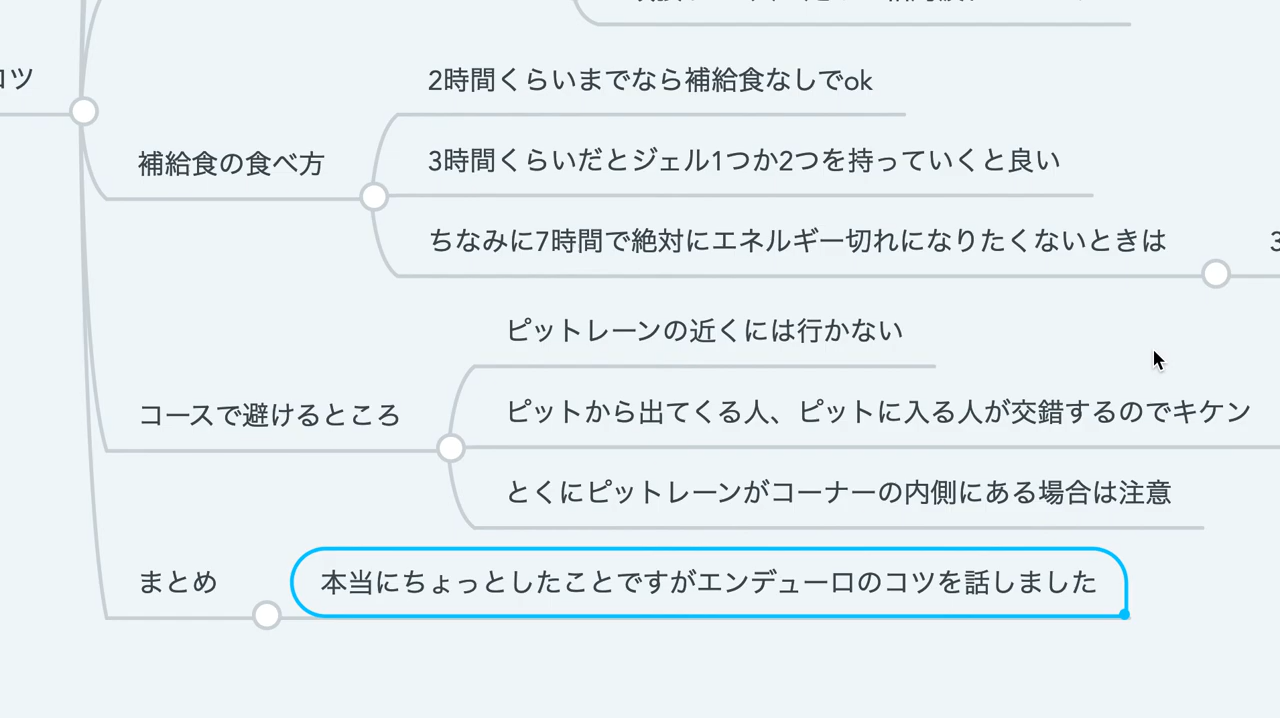 コツ
補給食の食べ方
2時間くらいまでなら補給食なしでok
3時間くらいだとジェル1つか2つを持っていくと良い
ちなみに7時間で絶対にエネルギー切れになりたくないときは
コースで避けるところ
ピットレーンの近くには行かない
ピットから出てくる人、ピットに入る人が交錯するのでキケン
とくにピットレーンがコーナーの内側にある場合は注意
まとめ
本当にちょっとしたことですがエンデューロのコツを話しました